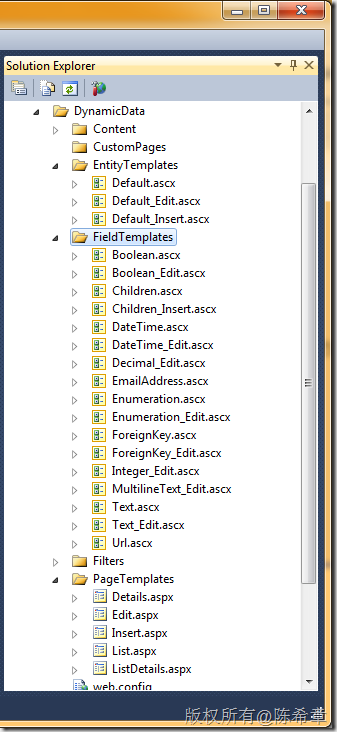 Solution Explorer
DynamicData
Content
CustomPages
EntityTemplates
Default.ascx
Default_Edit.ascx
Default_Insert.ascx
FieldTemplates
Boolean.ascx
Boolean_Edit.ascx
Children.ascx
Children_Insert.ascx
DateTime.ascx
DateTime_Edit.ascx
Decimal_Edit.ascx
EmailAddress.ascx
Enumeration.ascx
Enumeration_Edit.ascx
ForeignKey.ascx
ForeignKey_Edit.ascx
Integer_Edit.ascx
MultilineText_Edit.ascx
Text.ascx
Text_Edit.ascx
Url.ascx
Filters
PageTemplates
Details.aspx
Edit.aspx
Insert.aspx
List.aspx
ListDetails.aspx
web.config
版权所有@陈希章